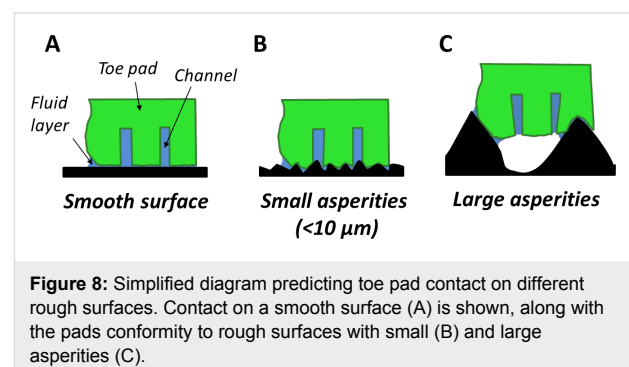 A
B
C
Toe pad
Channel
Fluid
layer
Smooth surface
Small asperities
(<10 µm)
Large asperities
Figure 8: Simplified diagram predicting toe pad contact on different
rough surfaces. Contact on a smooth surface (A) is shown, along with
the pads conformity to rough surfaces with small (B) and large
asperities (C).